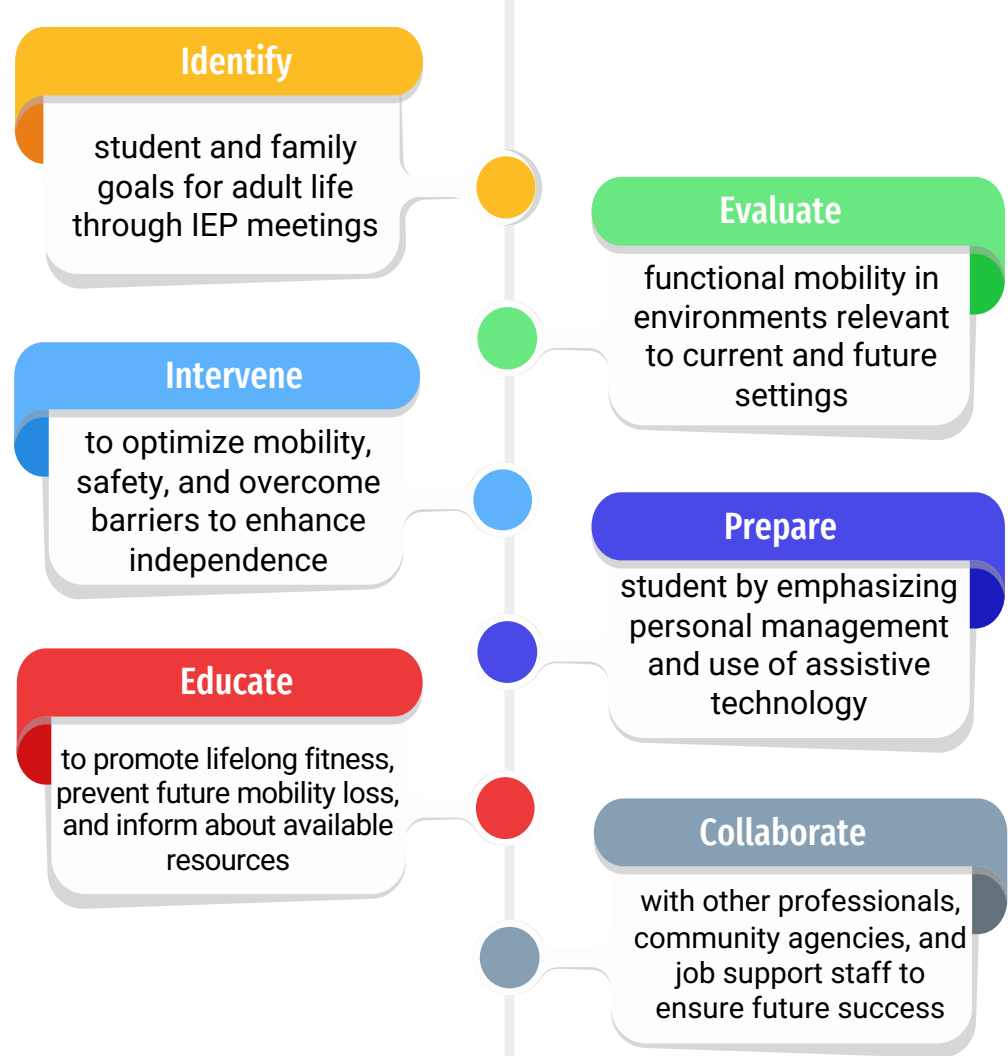 Identify
student and family
goals for adult life
through IEP meetings
Evaluate
functional mobility in
environments relevant
to current and future
settings
Intervene
to optimize mobility,
safety, and overcome
barriers to enhance
independence
Prepare
student by emphasizing
personal management
and use of assistive
technology
Educate
to promote lifelong fitness,
prevent future mobility loss,
and inform about available
resources
Collaborate
with other professionals,
community agencies, and
job support staff to
ensure future success